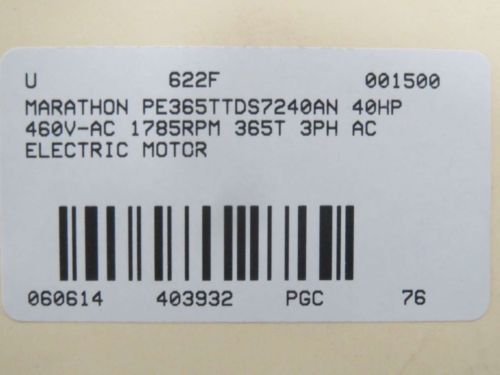 U 622F 001500
MARATHON PE365TTDS7240AN 40HP
460V-AC 1785RPM 365T 3PH AC
ELECTRIC MOTOR
060614 403932 PGC 76